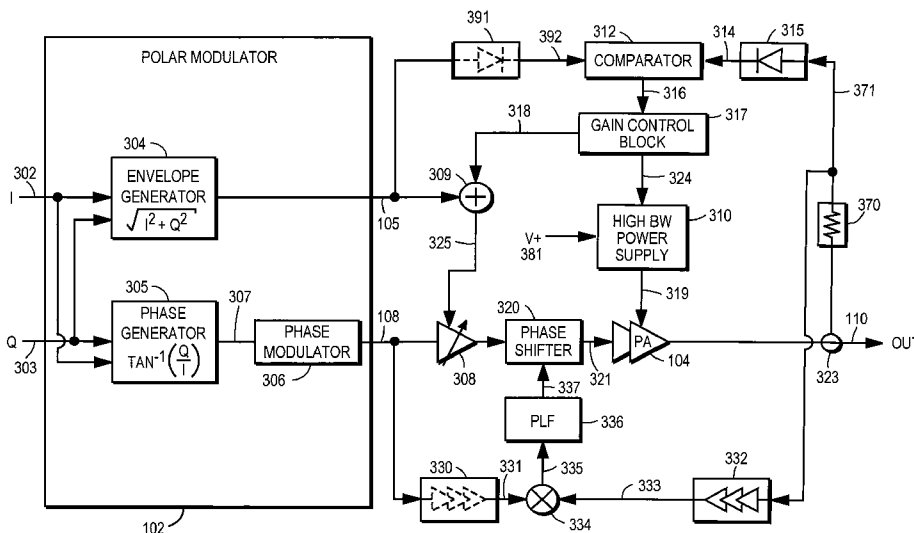 391
392
312
314
315
POLAR MODULATOR
COMPARATOR
316
371
318
GAIN CONTROL
BLOCK
317
304
302
ENVELOPE
GENERATOR
√I² + Q²
I
309
+
324
105
325
V+
381
HIGH BW
POWER
SUPPLY
310
370
305
307
108
320
319
PHASE
GENERATOR
TAN⁻¹(Q/I)
Q
303
PHASE
MODULATOR
306
308
PHASE
SHIFTER
321
PA
104
110
OUT
323
337
PLF
336
330
331
335
334
333
332
102